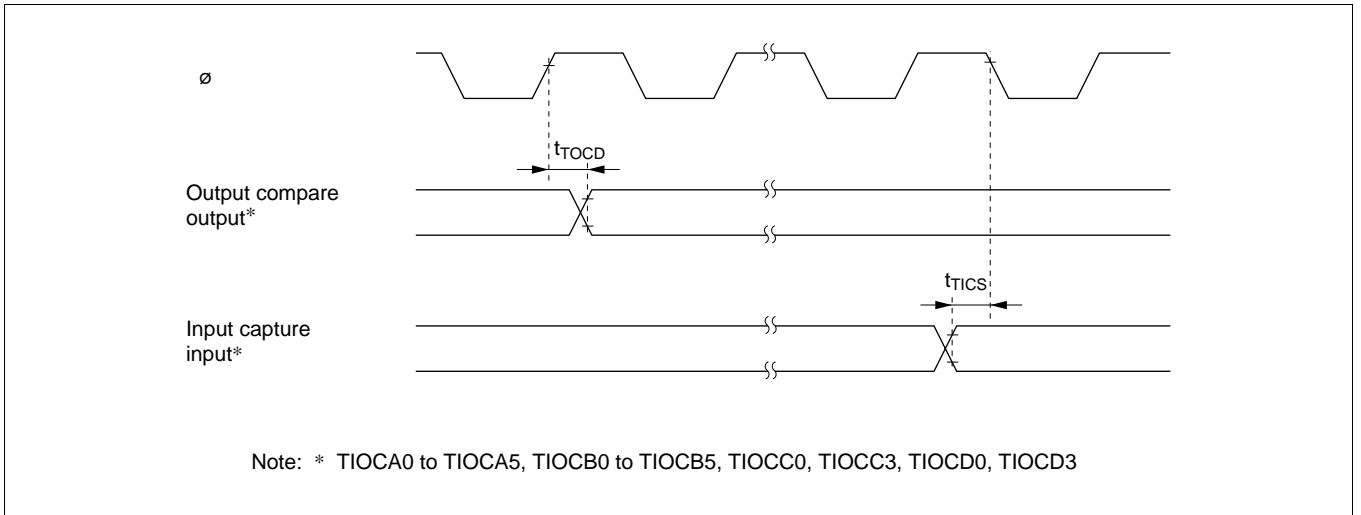 ø
tTOCD
Output compare
output*
tTICS
Input capture
input*
Note: * TIOCA0 to TIOCA5, TIOCB0 to TIOCB5, TIOCC0, TIOCC3, TIOCD0, TIOCD3